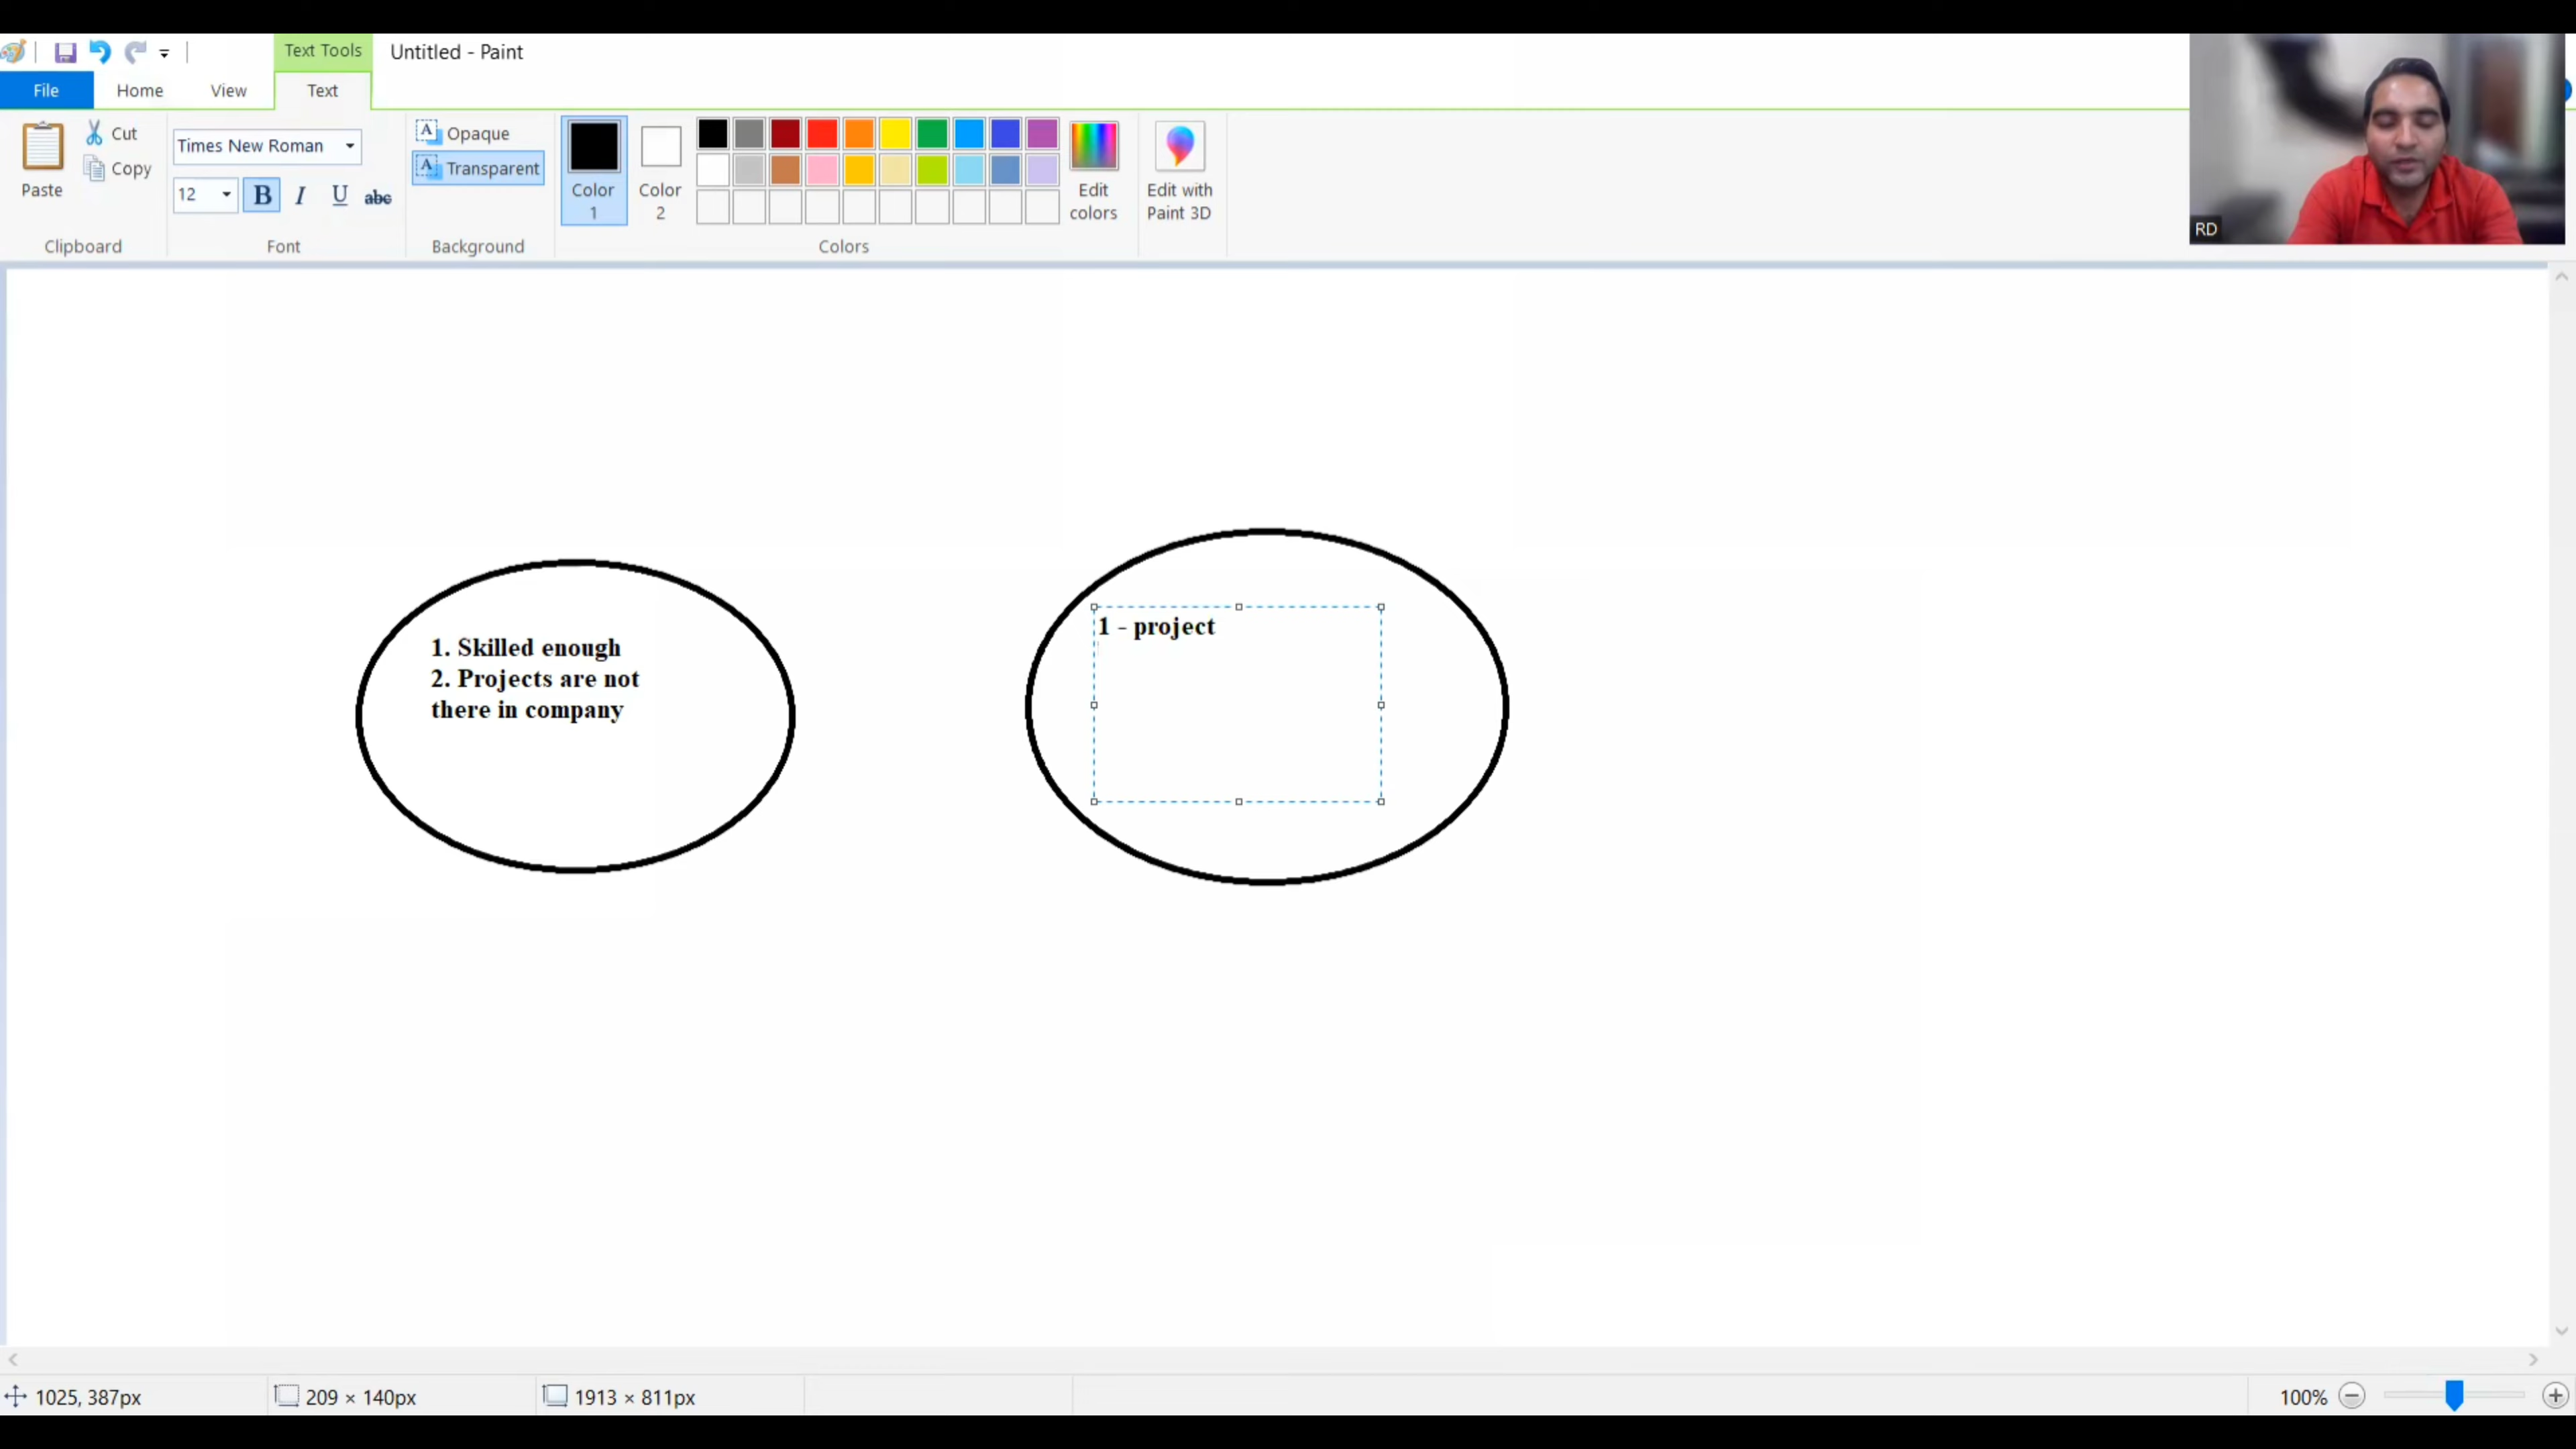 Text Tools
Untitled - Paint
File
Home
View
Text
Paste
Cut
Copy
Clipboard
Times New Roman
12
B
I
U
abc
Font
A
Opaque
A
Transparent
Background
Color
1
Color
2
Edit
colors
Colors
Edit with
Paint 3D
RD
1. Skilled enough
2. Projects are not
there in company
1 - project
1025, 387px
209 × 140px
1913 × 811px
100%